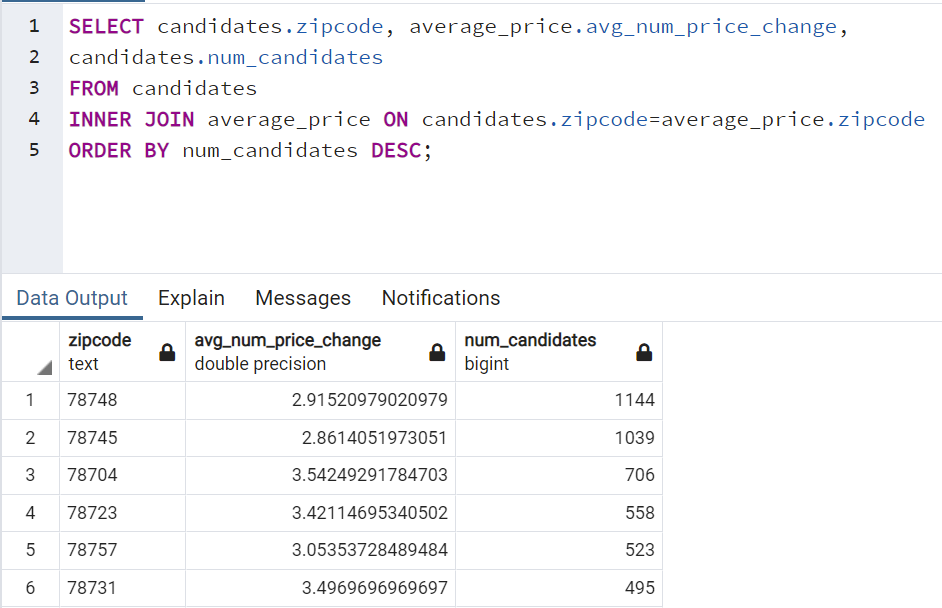 1 SELECT candidates.zipcode, average_price.avg_num_price_change,
2 candidates.num_candidates
3 FROM candidates
4 INNER JOIN average_price ON candidates.zipcode=average_price.zipcode
5 ORDER BY num_candidates DESC;
Data Output Explain Messages Notifications
zipcode avg_num_price_change num_candidates
text double precision bigint
1 78748 2.91520979020979 1144
2 78745 2.8614051973051 1039
3 78704 3.54249291784703 706
4 78723 3.42114695340502 558
5 78757 3.05353728489484 523
6 78731 3.4969696969697 495